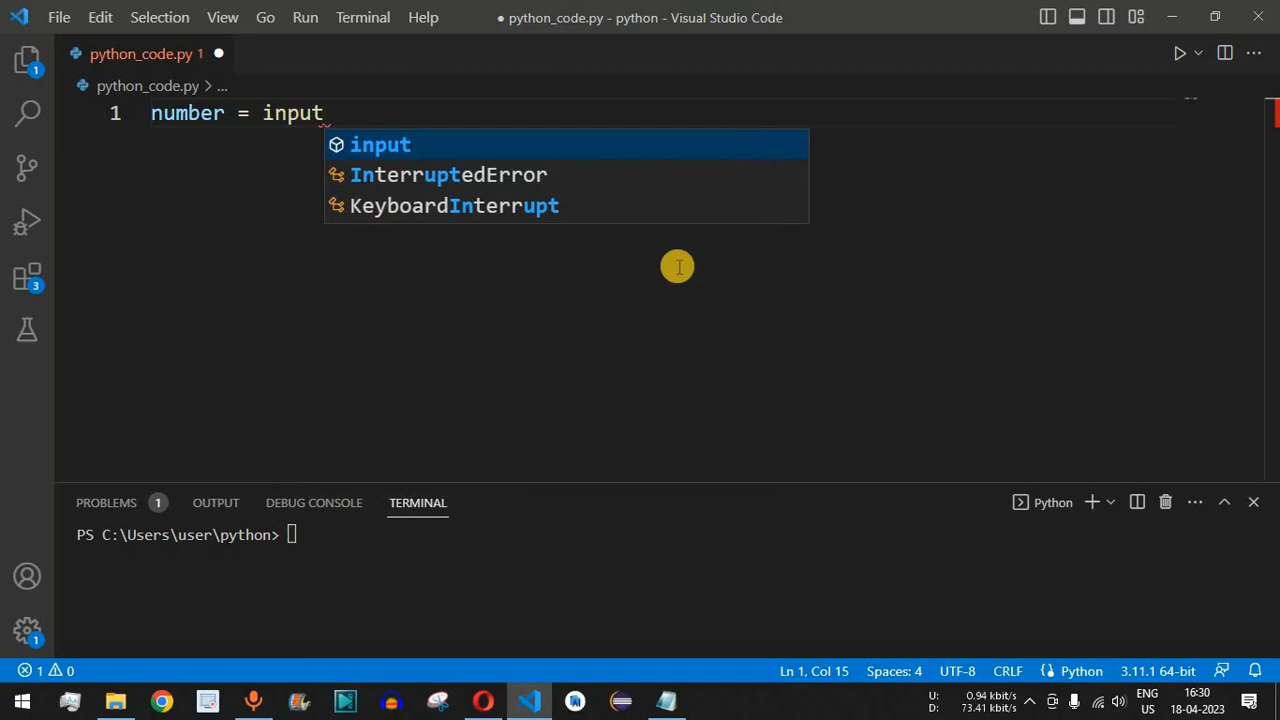 File Edit Selection View Go Run Terminal Help ● python_code.py - python - Visual Studio Code
python_code.py 1 ●
python_code.py > ...
1 number = input
input
InterruptedError
KeyboardInterrupt
PROBLEMS 1 OUTPUT DEBUG CONSOLE TERMINAL Python
PS C:\Users\user\python>
1 0 Ln 1, Col 15 Spaces: 4 UTF-8 CRLF Python 3.11.1 64-bit
U: 0.94 kbit/s ENG 16:30
D: 73.41 kbit/s US 18-04-2023
1
3
1